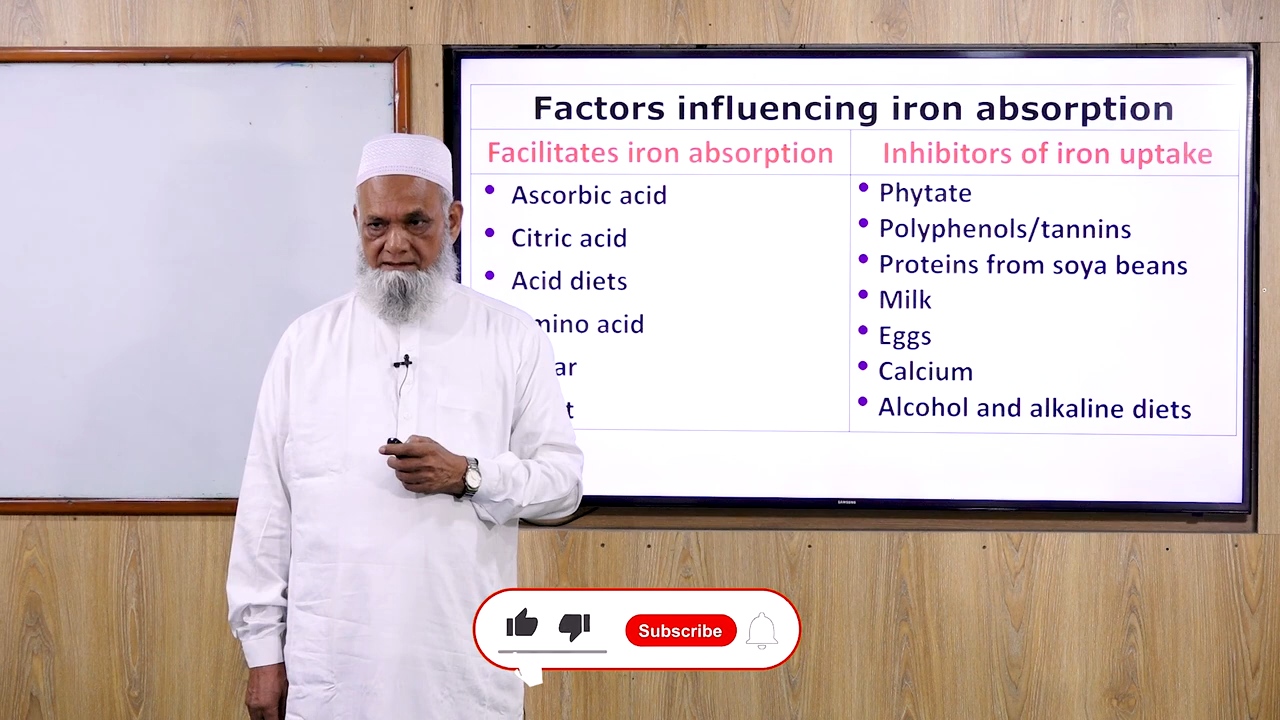 Factors influencing iron absorption
Facilitates iron absorption
Ascorbic acid
Citric acid
Acid diets
acid
Inhibitors of iron uptake
Phytate
Polyphenols/tannins
Proteins from soya beans
Milk
Eggs
Calcium
Alcohol and alkaline diets
SAMSUNG
Subscribe